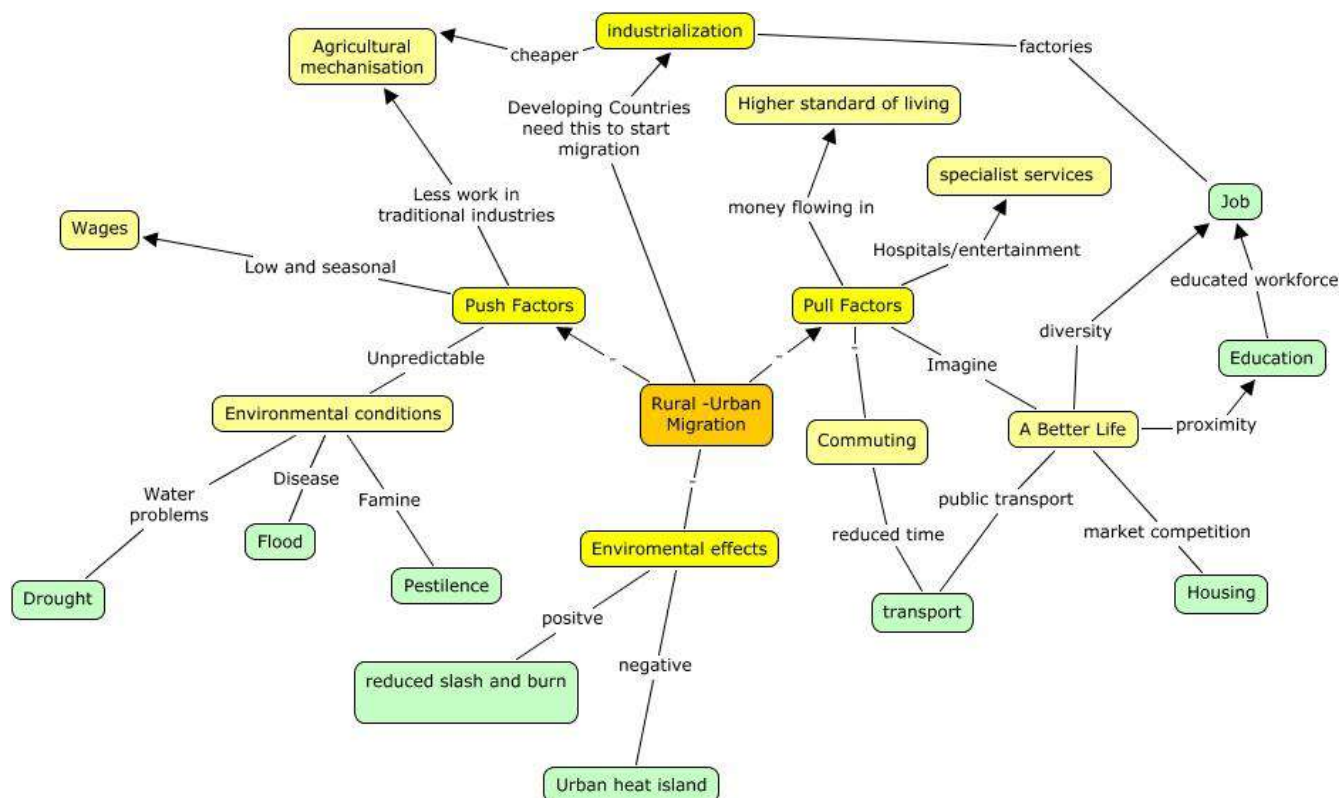 industrialization
Agricultural
mechanisation
cheaper
factories
Higher standard of living
Developing Countries
need this to start
migration
specialist services
Less work in
traditional industries
money flowing in
Job
Wages
Hospitals/entertainment
Low and seasonal
educated workforce
Push Factors
Pull Factors
diversity
-
-
-
Unpredictable
Imagine
Education
Environmental conditions
Rural -Urban
Migration
Commuting
A Better Life
proximity
-
Disease
Water
problems
Famine
public transport
reduced time
market competition
Flood
Enviromental effects
Drought
Pestilence
transport
Housing
positve
negative
reduced slash and burn
Urban heat island